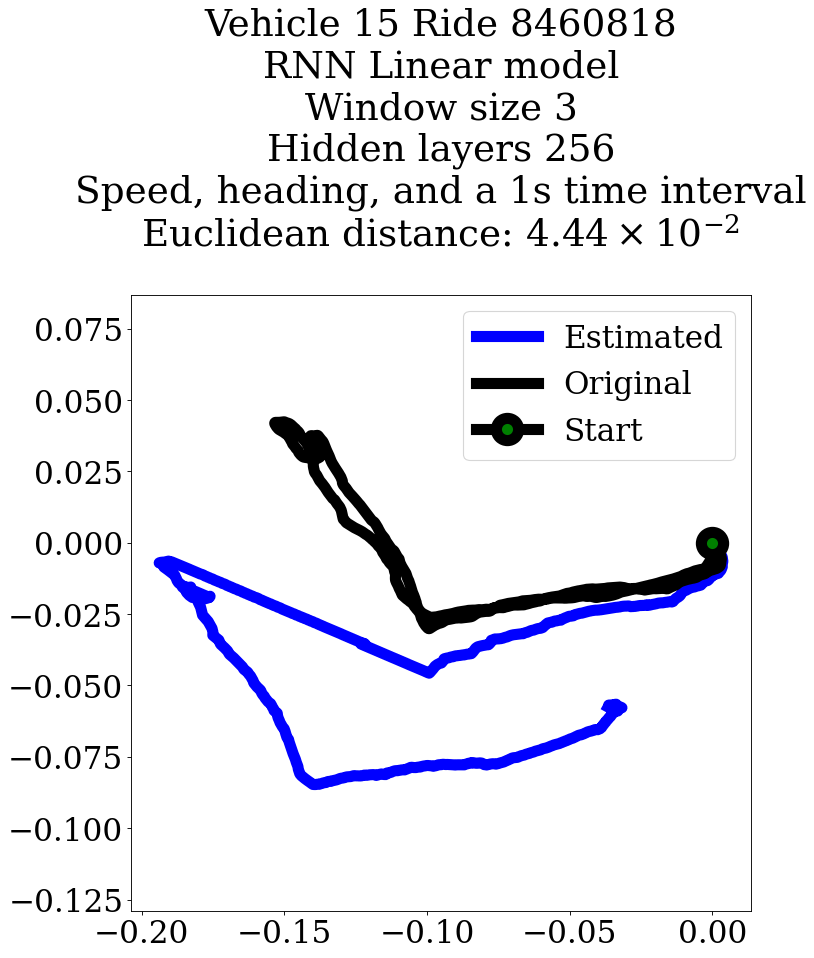 Vehicle 15 Ride 8460818
RNN Linear model
Window size 3
Hidden layers 256
Speed, heading, and a 1s time interval
Euclidean distance: 4.44 × 10⁻²
Estimated
Original
Start
0.075
0.050
0.025
0.000
−0.025
−0.050
−0.075
−0.100
−0.125
−0.20 −0.15 −0.10 −0.05 0.00